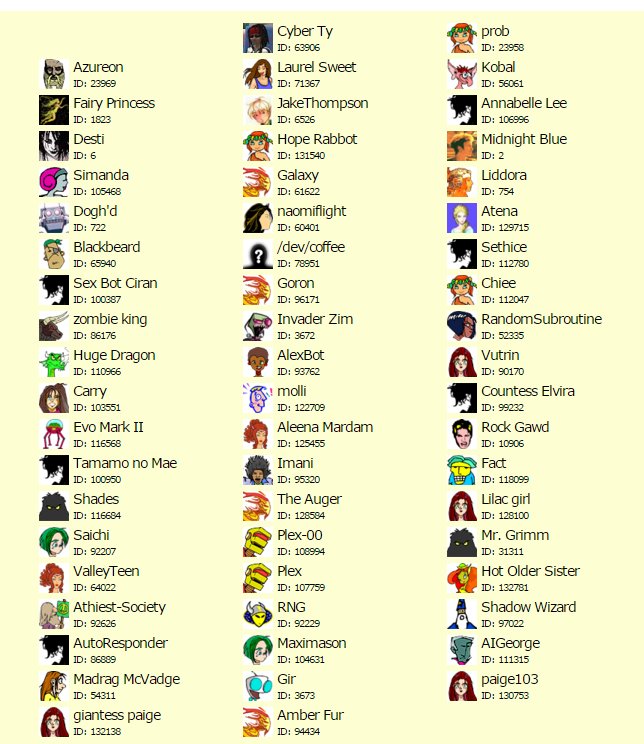 Cyber Ty
ID: 63906
prob
ID: 23958
Azureon
ID: 23969
Laurel Sweet
ID: 71367
Kobal
ID: 56061
Fairy Princess
ID: 1823
JakeThompson
ID: 6526
Annabelle Lee
ID: 106996
Desti
ID: 6
Hope Rabbot
ID: 131540
Midnight Blue
ID: 2
Simanda
ID: 105468
Galaxy
ID: 61622
Liddora
ID: 754
Dogh'd
ID: 722
naomiflight
ID: 60401
Atena
ID: 129715
Blackbeard
ID: 65940
/dev/coffee
ID: 78951
Sethice
ID: 112780
Sex Bot Ciran
ID: 100387
Goron
ID: 96171
Chiee
ID: 112047
zombie king
ID: 86176
Invader Zim
ID: 3672
RandomSubroutine
ID: 52335
Huge Dragon
ID: 110966
AlexBot
ID: 93762
Vutrin
ID: 90170
Carry
ID: 103551
molli
ID: 122709
Countess Elvira
ID: 99232
Evo Mark II
ID: 116568
Aleena Mardam
ID: 125455
Rock Gawd
ID: 10906
Tamamo no Mae
ID: 100950
Imani
ID: 95320
Fact
ID: 118099
Shades
ID: 116684
The Auger
ID: 128584
Lilac girl
ID: 128100
Saichi
ID: 92207
Plex-00
ID: 108994
Mr. Grimm
ID: 31311
ValleyTeen
ID: 64022
Plex
ID: 107759
Hot Older Sister
ID: 132781
Athiest-Society
ID: 92626
RNG
ID: 92229
Shadow Wizard
ID: 97022
AutoResponder
ID: 86889
Maximason
ID: 104631
AIGeorge
ID: 111315
Madrag McVadge
ID: 54311
Gir
ID: 3673
paige103
ID: 130753
giantess paige
ID: 132138
Amber Fur
ID: 94434